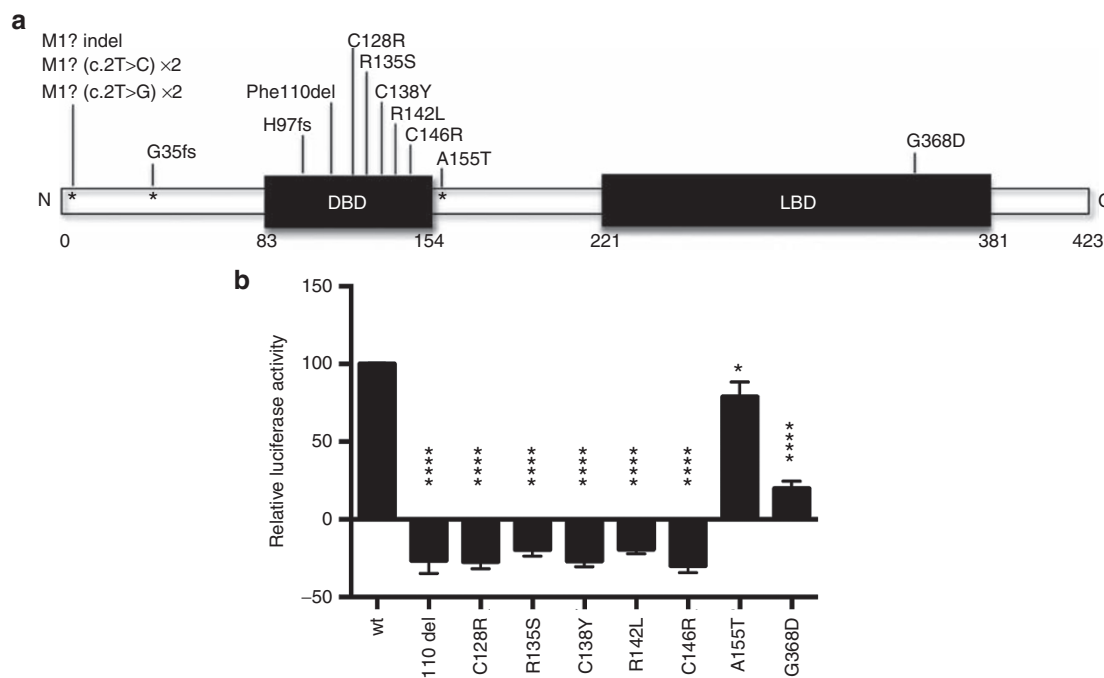 a
M1? indel
M1? (c.2T>C) ×2
M1? (c.2T>G) ×2
G35fs
H97fs
Phe110del
C128R
R135S
C138Y
R142L
C146R
A155T
G368D
N
*
*
DBD
*
LBD
C
0
83
154
221
381
423
b
Relative luciferase activity
150
100
50
0
–50
****
****
****
****
****
****
*
****
wt
110 del
C128R
R135S
C138Y
R142L
C146R
A155T
G368D